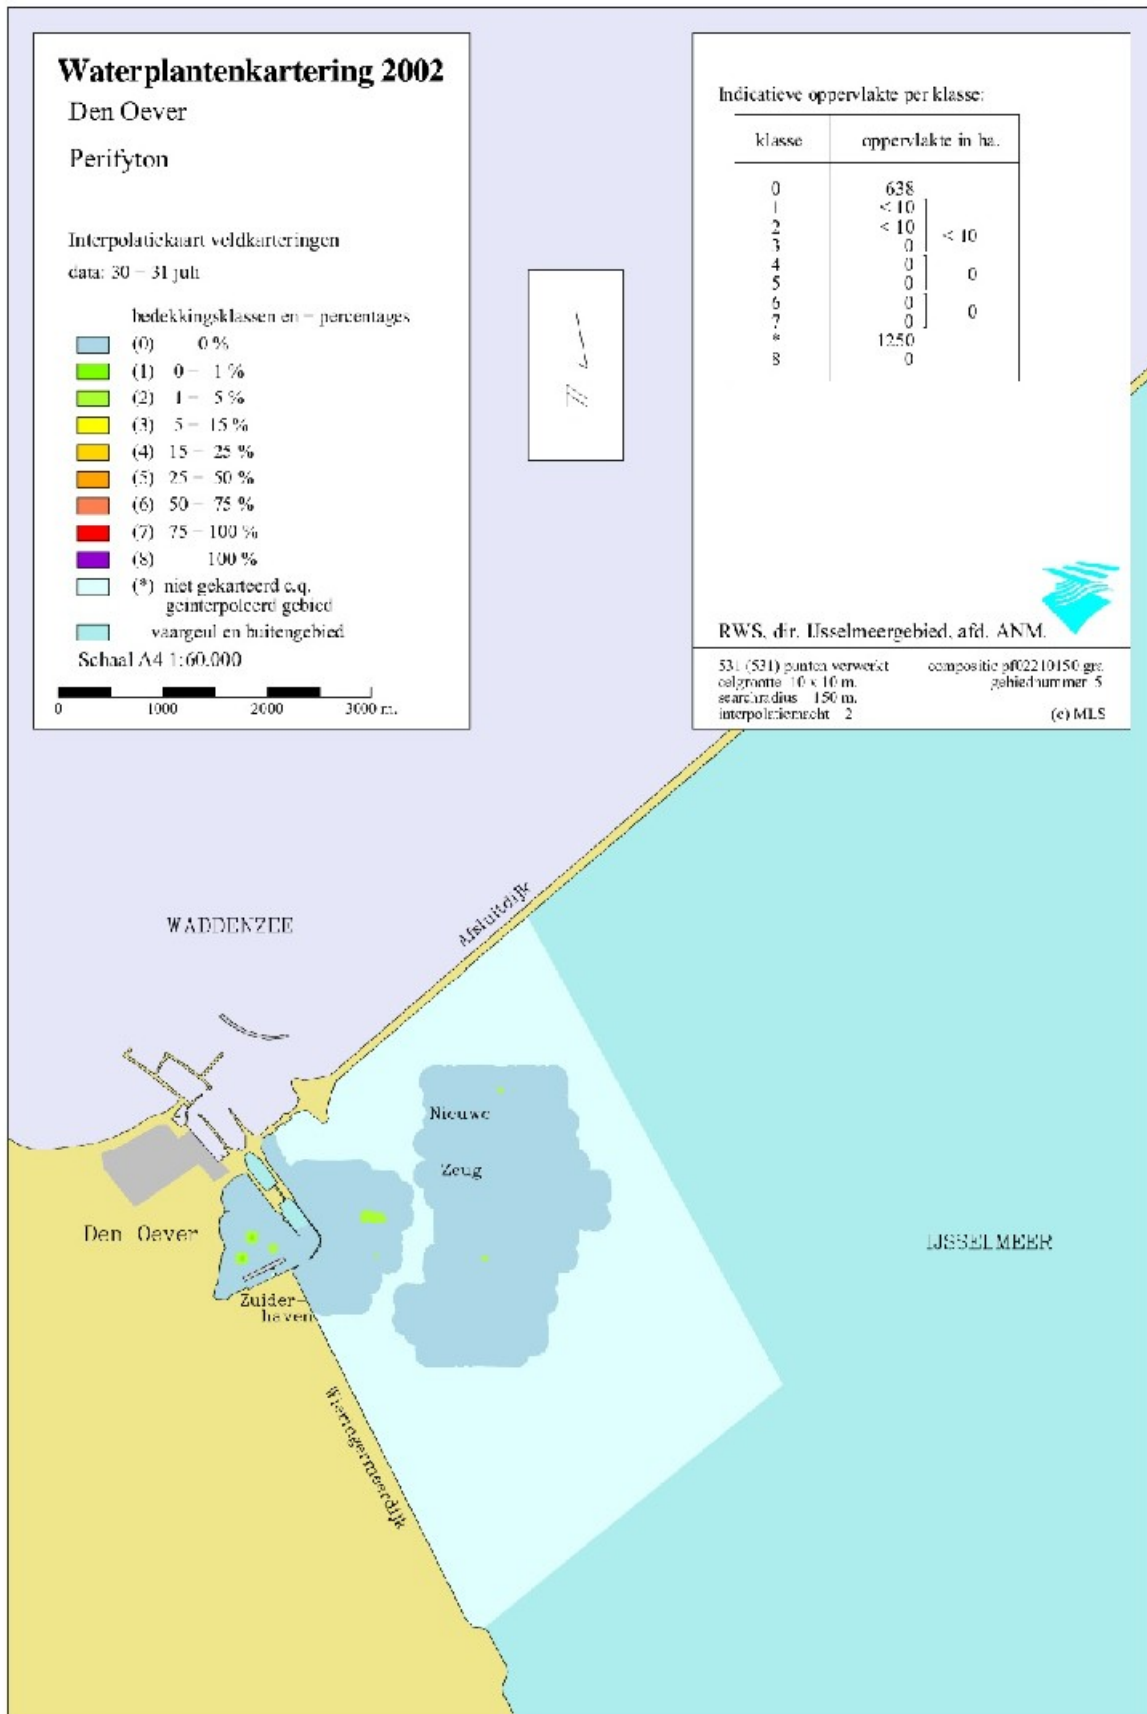 Waterplantenkartering 2002
Den Oever
Perifyton
Interpolatiekaart veldkarteringen
data: 30 – 31 juli
bedekkingsklassen en – percentages
(0) 0 %
(1) 0 – 1 %
(2) 1 – 5 %
(3) 5 – 15 %
(4) 15 – 25 %
(5) 25 – 50 %
(6) 50 – 75 %
(7) 75 – 100 %
(8) 100 %
(*) niet gekarteerd c.q.
geinterpoleerd gebied
vaargeul en buitengebied
Schaal A4 1:60.000
0 1000 2000 3000 m.
Indicatieve oppervlakte per klasse:
klasse oppervlakte in ha.
0 638
1 < 10
2 < 10 < 10
3 0
4 0
5 0 0
6 0
7 0 0
* 1250
8 0
RWS, dir. IJsselmeergebied, afd. ANM.
531 (531) punten verwerkt compositie pf02210150 gra
celgrootte 10 x 10 m. gebiednummer 5
searchradius 150 m.
interpolatiemacht 2 (c) MLS
Afsluitdijk
WADDENZEE
Nieuwe
Zeug
Den Oever
IJSSELMEER
Zuider–
haven
Wieringermeerdijk